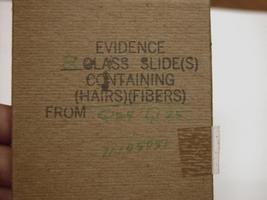 EVIDENCE
GLASS SLIDE(S)
CONTAINING
(HAIRS)(FIBERS)
FROM